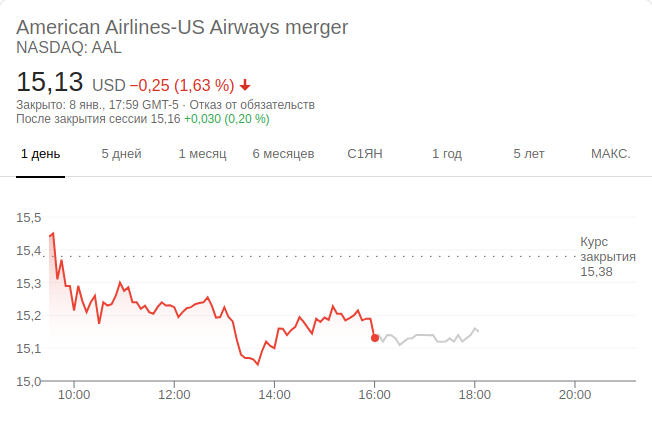 American Airlines-US Airways merger
NASDAQ: AAL
15,13 USD −0,25 (1,63 %)
Закрыто: 8 янв., 17:59 GMT-5 · Отказ от обязательств
После закрытия сессии 15,16 +0,030 (0,20 %)
1 день 5 дней 1 месяц 6 месяцев С1ЯН 1 год 5 лет МАКС.
15,5
15,4
15,3
15,2
15,1
15,0
Курс
закрытия
15,38
10:00 12:00 14:00 16:00 18:00 20:00